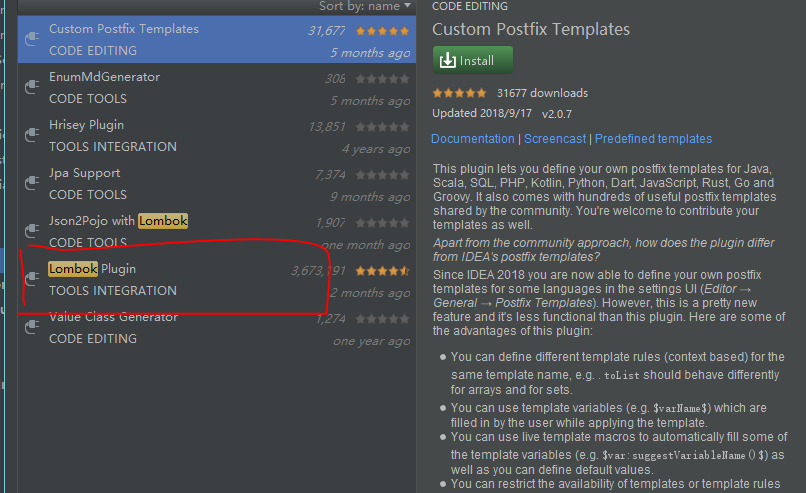 Sort by: name
Custom Postfix Templates 31,677
CODE EDITING 5 months ago
EnumMdGenerator 308
CODE TOOLS 5 months ago
Hrisey Plugin 13,851
TOOLS INTEGRATION 4 years ago
Jpa Support 7,374
CODE TOOLS 9 months ago
Json2Pojo with Lombok 1,907
CODE TOOLS one month ago
Lombok Plugin 3,673,191
TOOLS INTEGRATION 2 months ago
Value Class Generator 1,274
CODE EDITING one year ago
CODE EDITING
Custom Postfix Templates
Install
31677 downloads
Updated 2018/9/17 v2.0.7
Documentation | Screencast | Predefined templates
This plugin lets you define your own postfix templates for Java,
Scala, SQL, PHP, Kotlin, Python, Dart, JavaScript, Rust, Go and
Groovy. It also comes with hundreds of useful postfix templates
shared by the community. You're welcome to contribute your
templates as well.
Apart from the community approach, how does the plugin differ
from IDEA's postfix templates?
Since IDEA 2018 you are now able to define your own postfix
templates for some languages in the settings UI (Editor →
General → Postfix Templates). However, this is a pretty new
feature and it's less functional than this plugin. Here are some of
the advantages of this plugin:
● You can define different template rules (context based) for the
same template name, e.g. .toList should behave differently
for arrays and for sets.
● You can use template variables (e.g. $varName$) which are
filled in by the user while applying the template.
● You can use live template macros to automatically fill some of
the template variables (e.g. $var:suggestVariableName()$) as
well as you can define default values.
● You can restrict the availability of templates or template rules